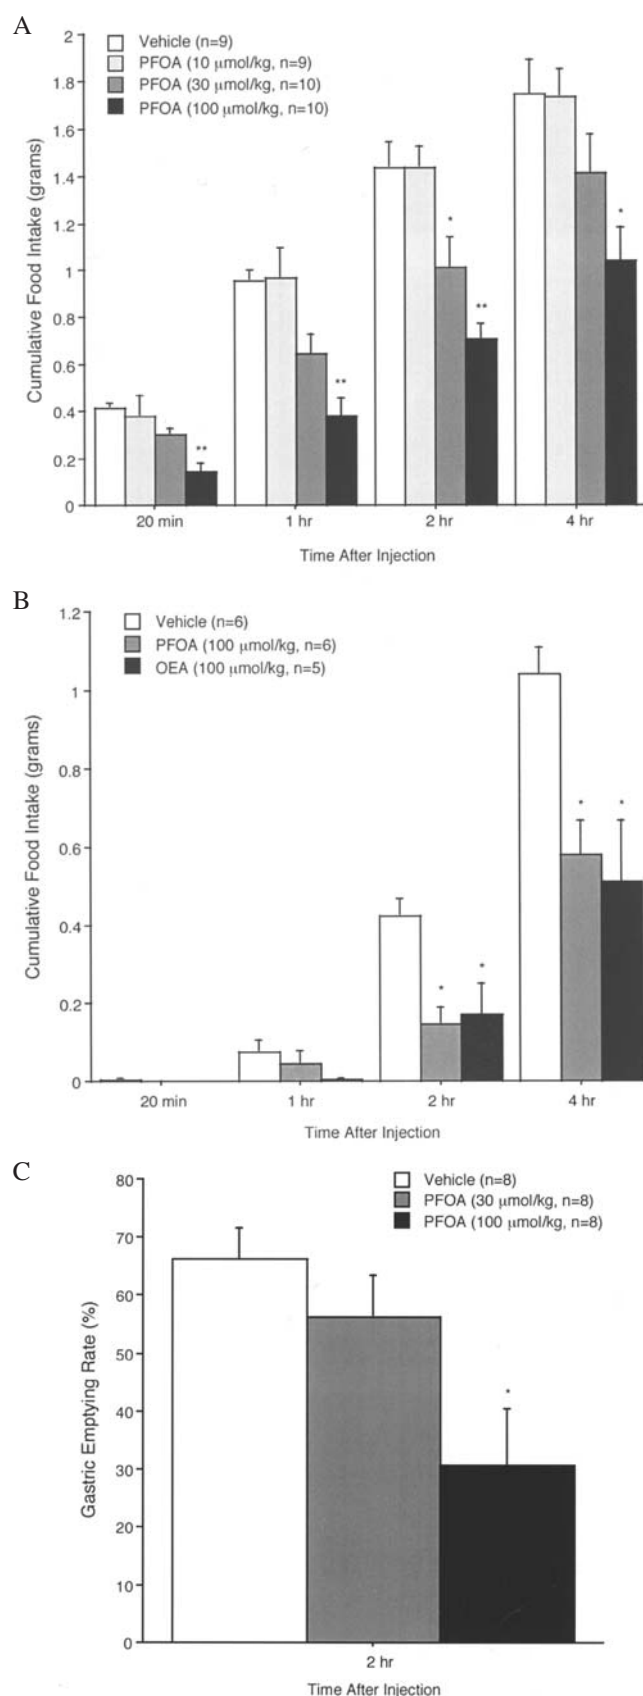 A
Vehicle (n=9)
PFOA (10 µmol/kg, n=9)
PFOA (30 µmol/kg, n=10)
PFOA (100 µmol/kg, n=10)
Cumulative Food Intake (grams)
2
1.8
1.6
1.4
1.2
1
0.8
0.6
0.4
0.2
0
**
**
*
**
*
20 min 1 hr 2 hr 4 hr
Time After Injection
B
Vehicle (n=6)
PFOA (100 µmol/kg, n=6)
OEA (100 µmol/kg, n=5)
Cumulative Food Intake (grams)
1.2
1
0.8
0.6
0.4
0.2
0
*
*
*
*
20 min 1 hr 2 hr 4 hr
Time After Injection
C
Vehicle (n=8)
PFOA (30 µmol/kg, n=8)
PFOA (100 µmol/kg, n=8)
Gastric Emptying Rate (%)
80
70
60
50
40
30
20
10
0
*
2 hr
Time After Injection